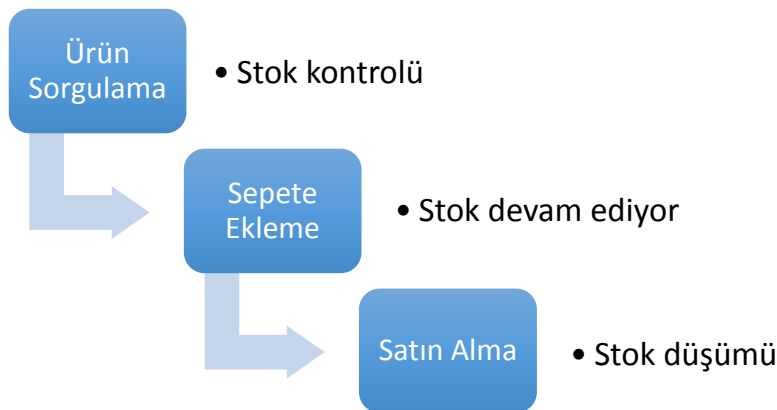 Ürün
Sorgulama
• Stok kontrolü
Sepete
Ekleme
• Stok devam ediyor
Satın Alma
• Stok düşümü